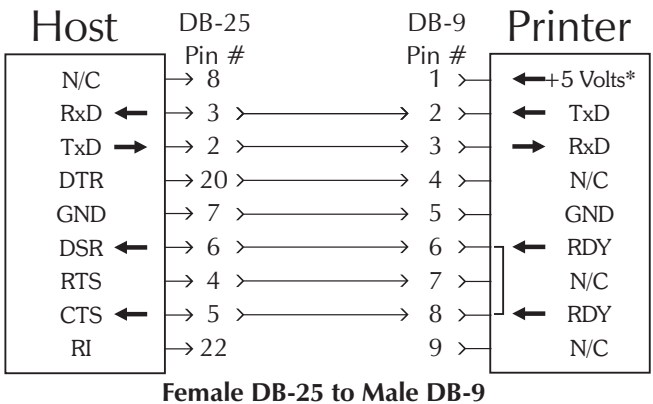 Host DB-25 DB-9 Printer
Pin # Pin #
N/C 8 1 +5 Volts*
RxD 3 2 TxD
TxD 2 3 RxD
DTR 20 4 N/C
GND 7 5 GND
DSR 6 6 RDY
RTS 4 7 N/C
CTS 5 8 RDY
RI 22 9 N/C
Female DB-25 to Male DB-9